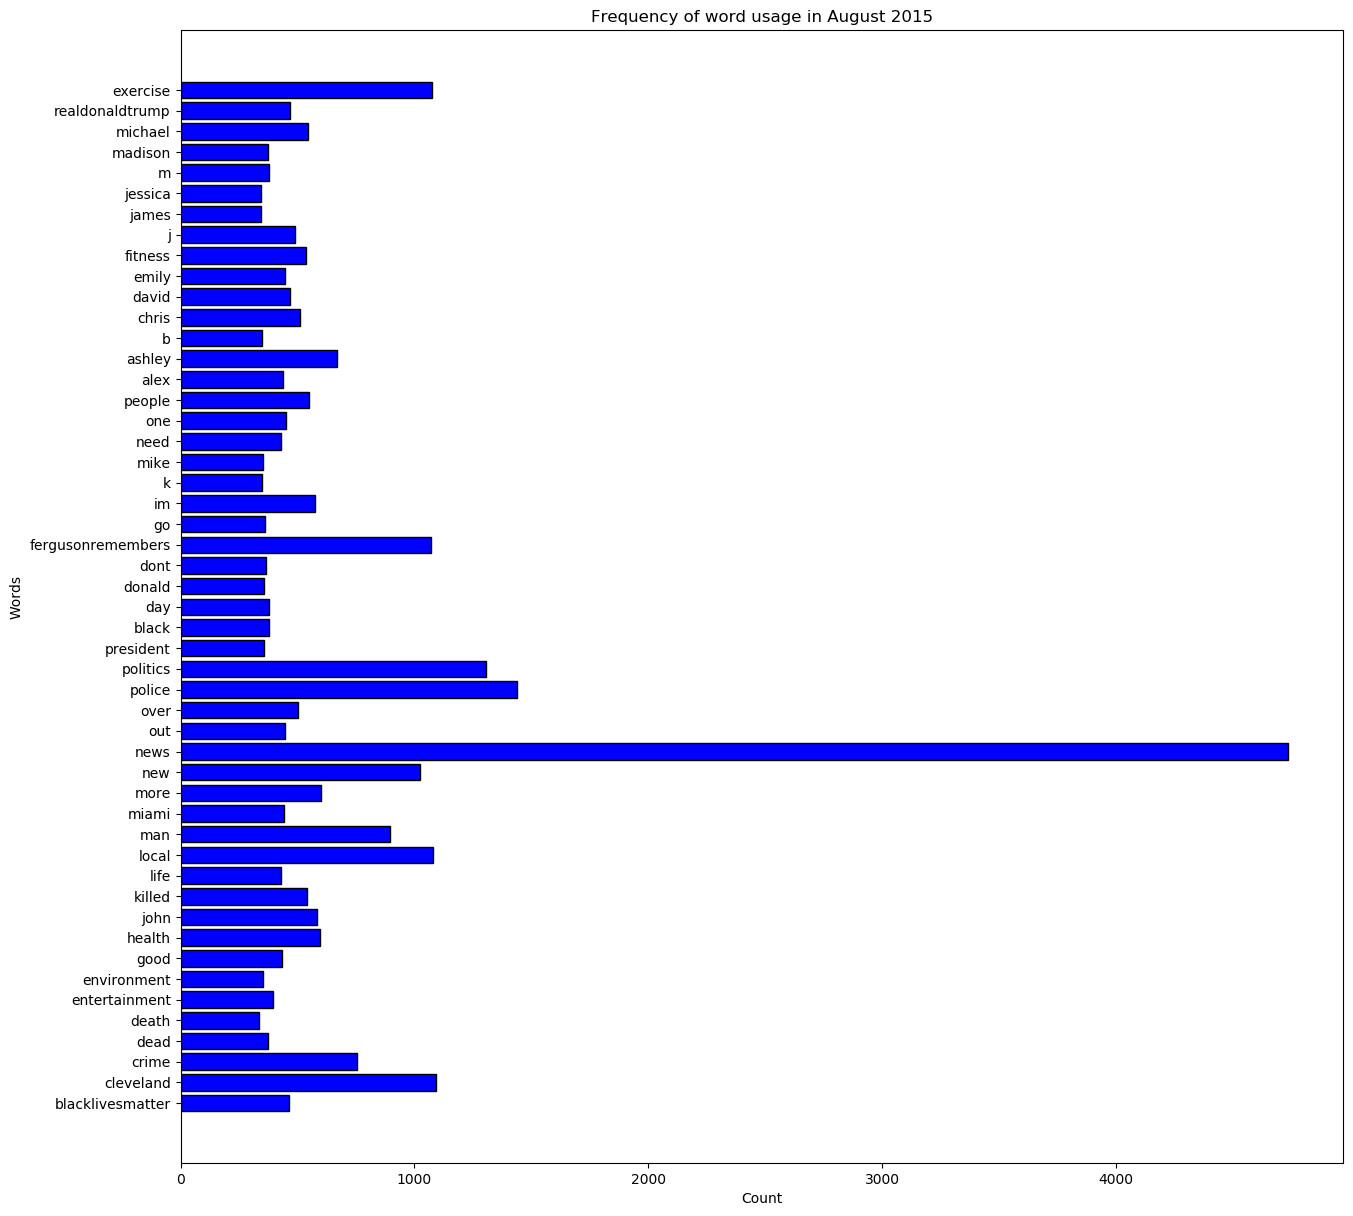 Frequency of word usage in August 2015
exercise
realdonaldtrump
michael
madison
m
jessica
james
j
fitness
emily
david
chris
b
ashley
alex
people
one
need
mike
k
im
go
fergusonremembers
dont
donald
day
black
president
politics
police
over
out
news
new
more
miami
man
local
life
killed
john
health
good
environment
entertainment
death
dead
crime
cleveland
blacklivesmatter
Words
0 1000 2000 3000 4000
Count